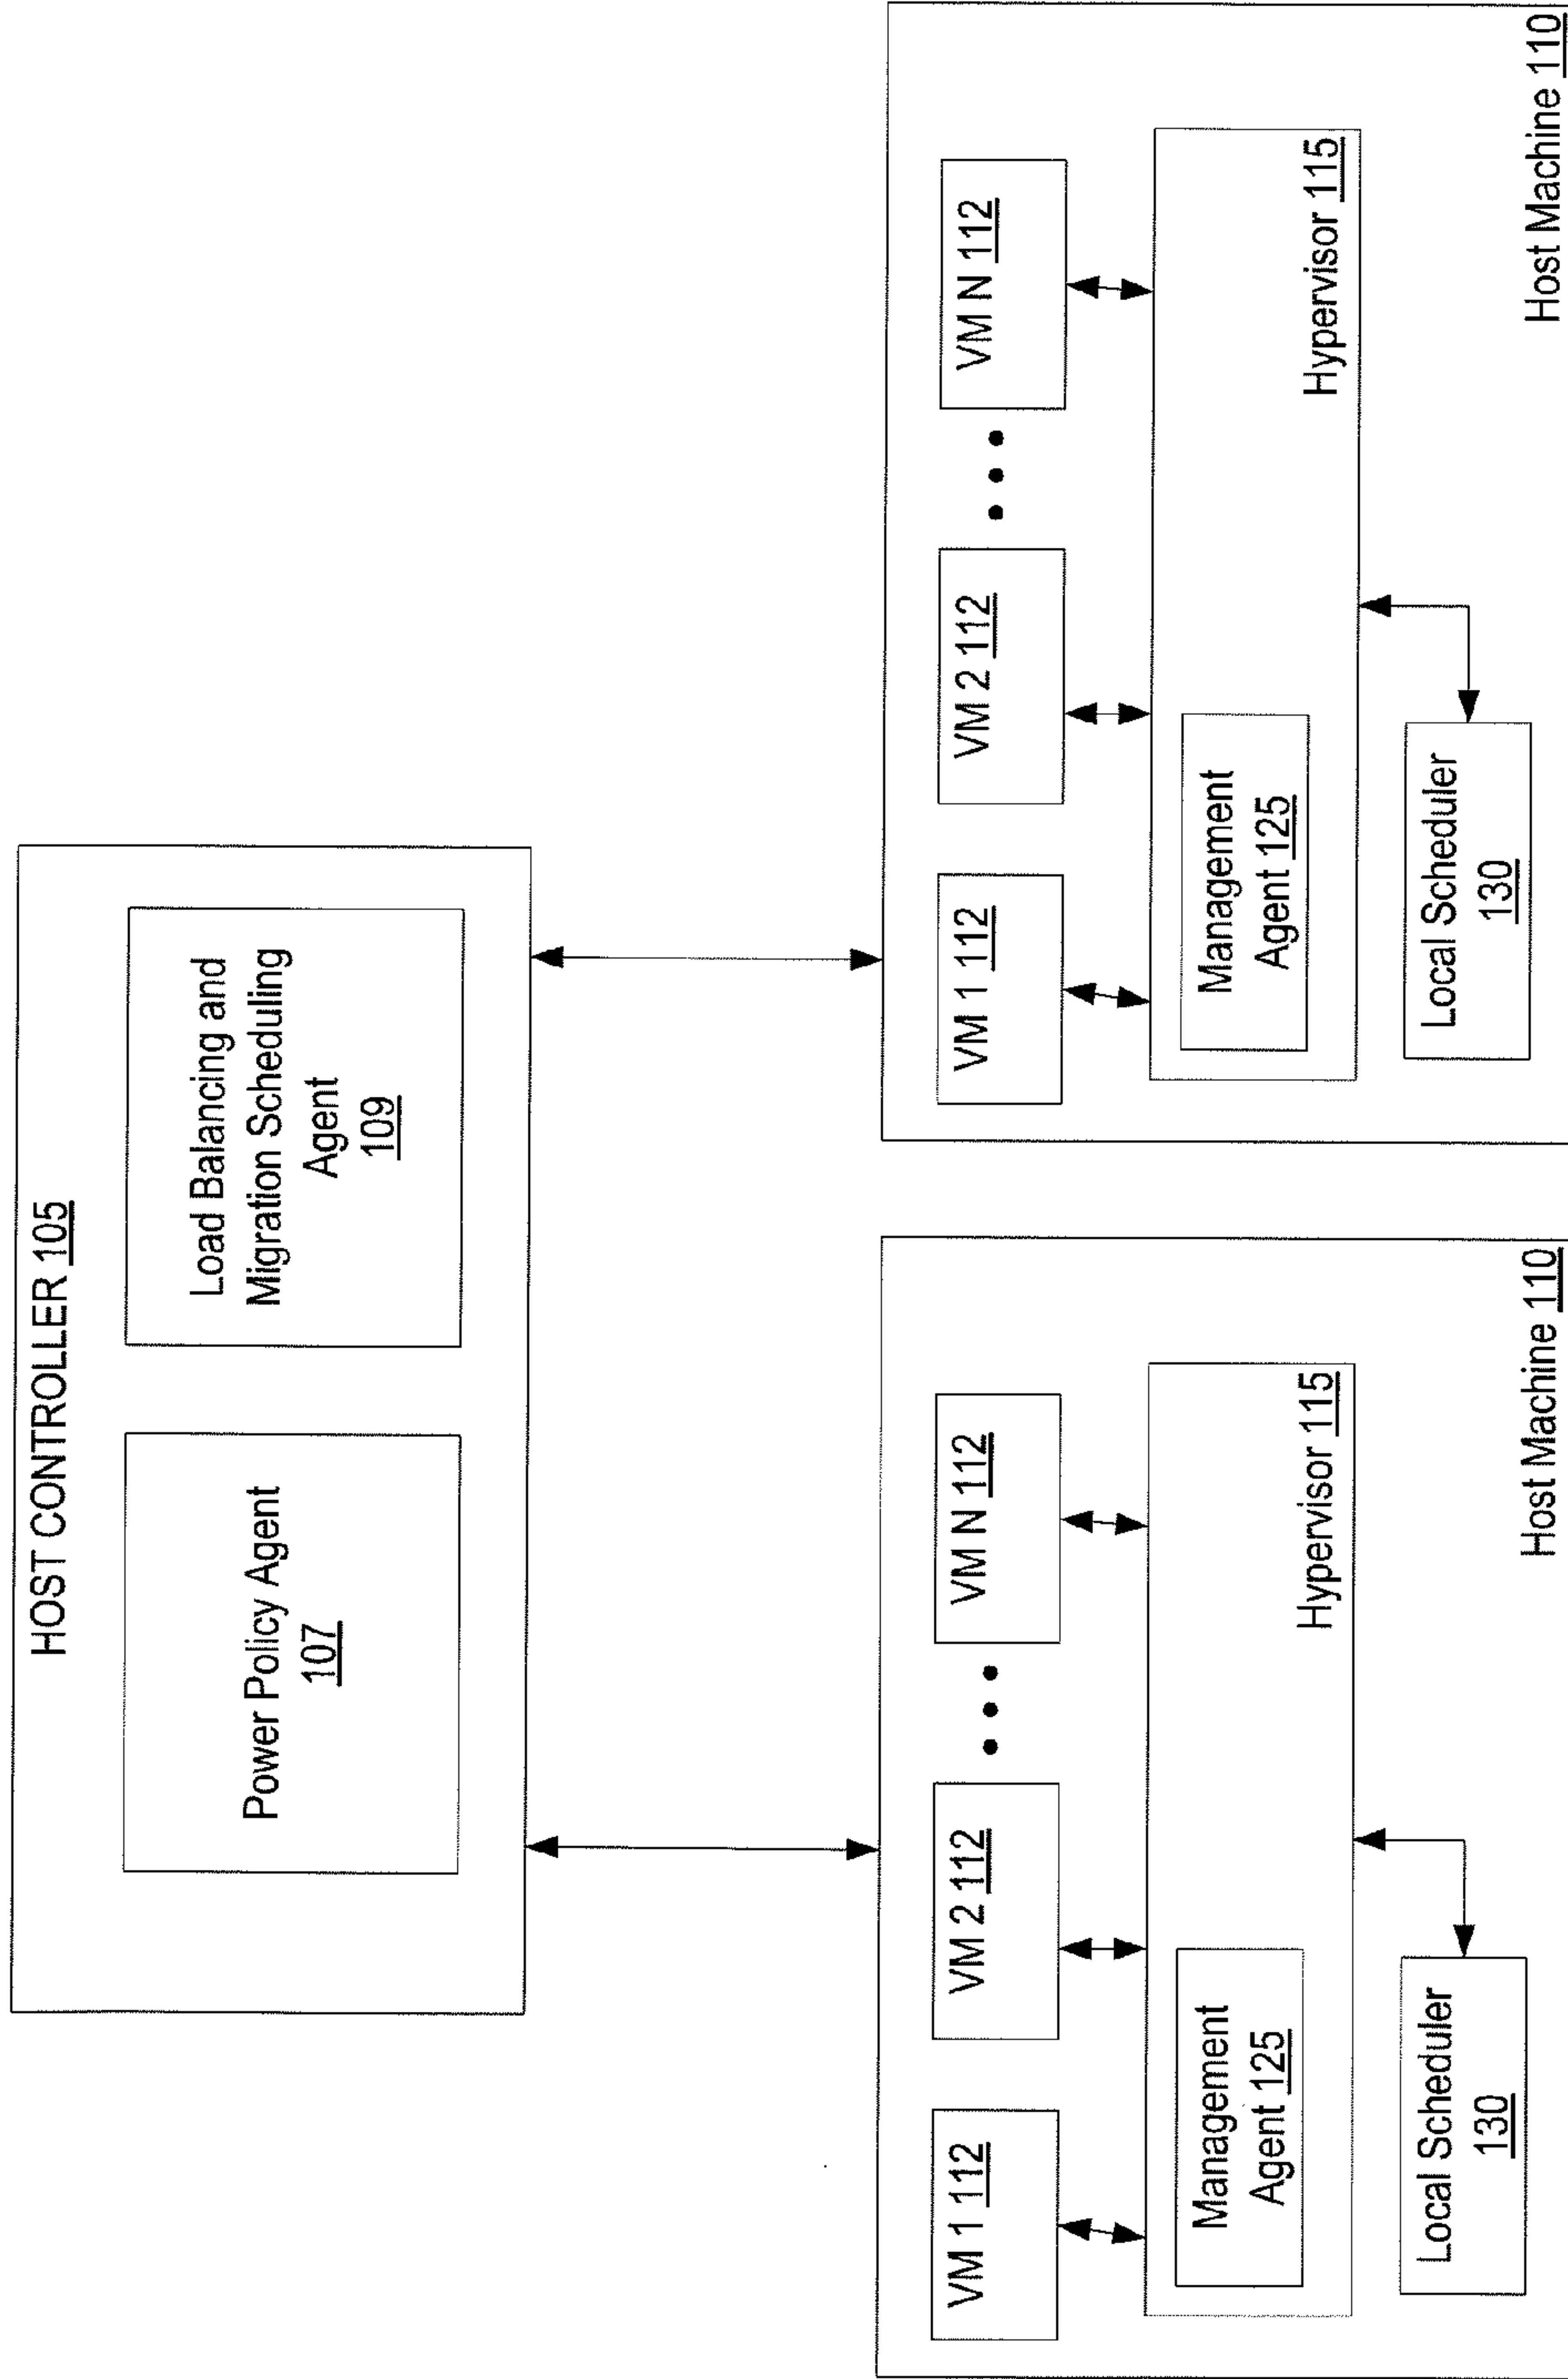 HOST CONTROLLER 105
Power Policy Agent
107
Load Balancing and
Migration Scheduling
Agent
109
VM 1 112
VM 2 112
VM N 112
Management
Agent 125
Hypervisor 115
Local Scheduler
130
Host Machine 110
VM 1 112
VM 2 112
VM N 112
Management
Agent 125
Hypervisor 115
Local Scheduler
130
Host Machine 110